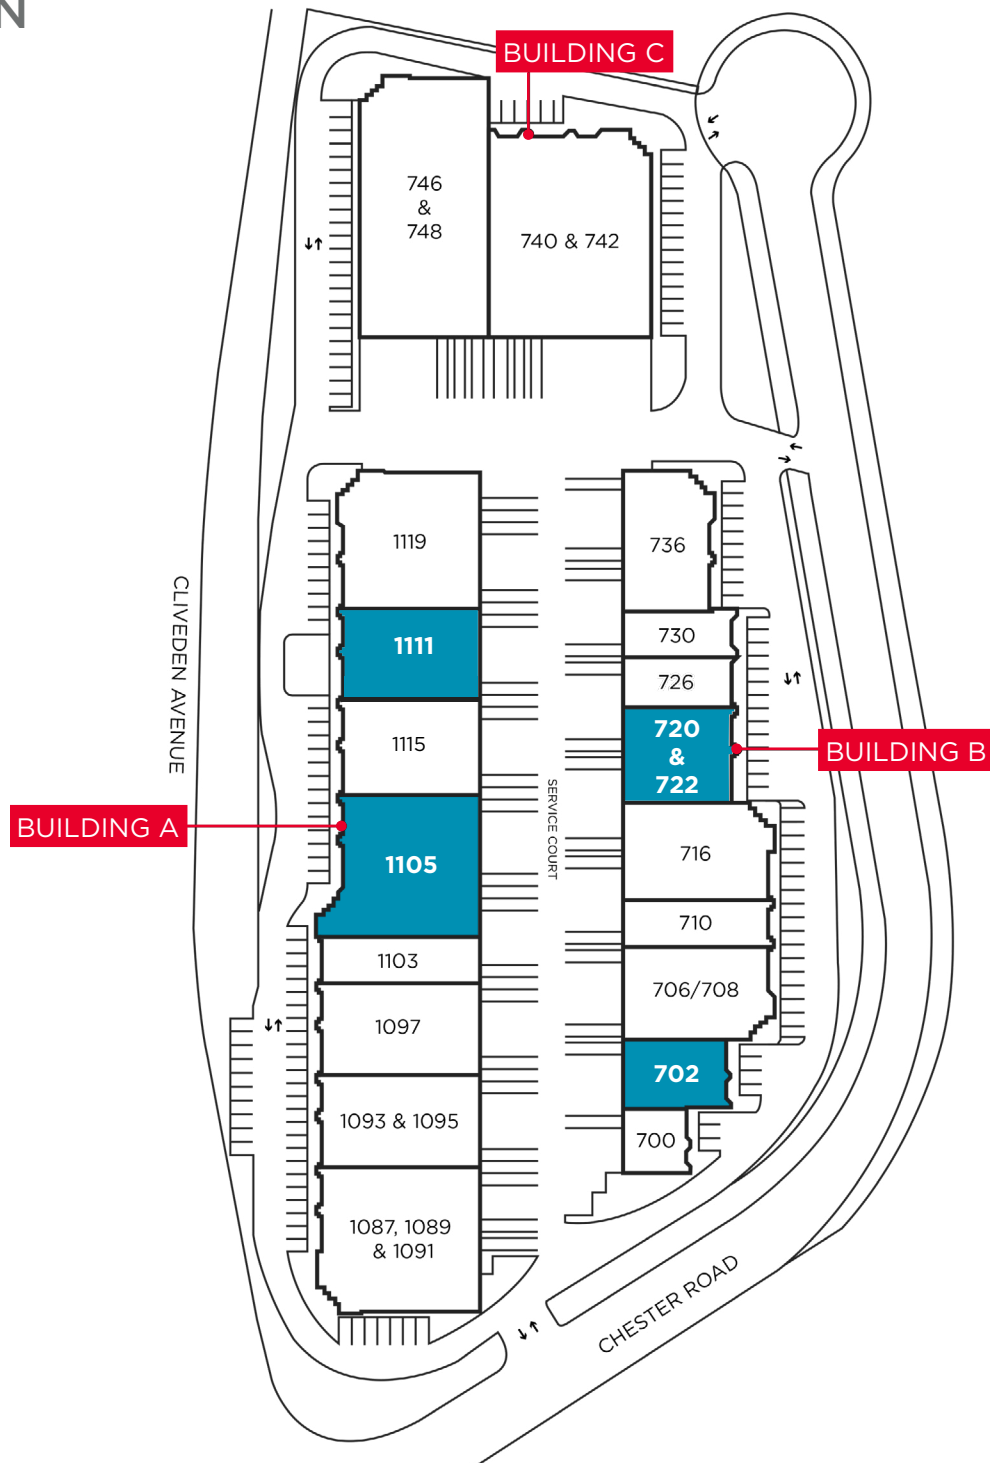 N
BUILDING C
746
&
748
740 & 742
1119
736
1111
730
726
1115
720
&
722
BUILDING B
CLIVEDEN AVENUE
SERVICE COURT
BUILDING A
1105
716
710
1103
706/708
1097
702
1093 & 1095
700
1087, 1089
& 1091
CHESTER ROAD